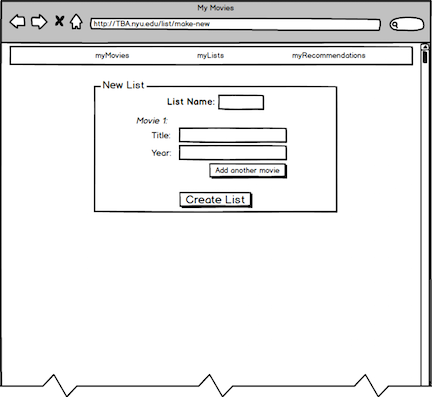 My Movies
http://TBA.nyu.edu/list/make-new
myMovies myLists myRecommendations
New List
List Name:
Movie 1:
Title:
Year:
Add another movie
Create List